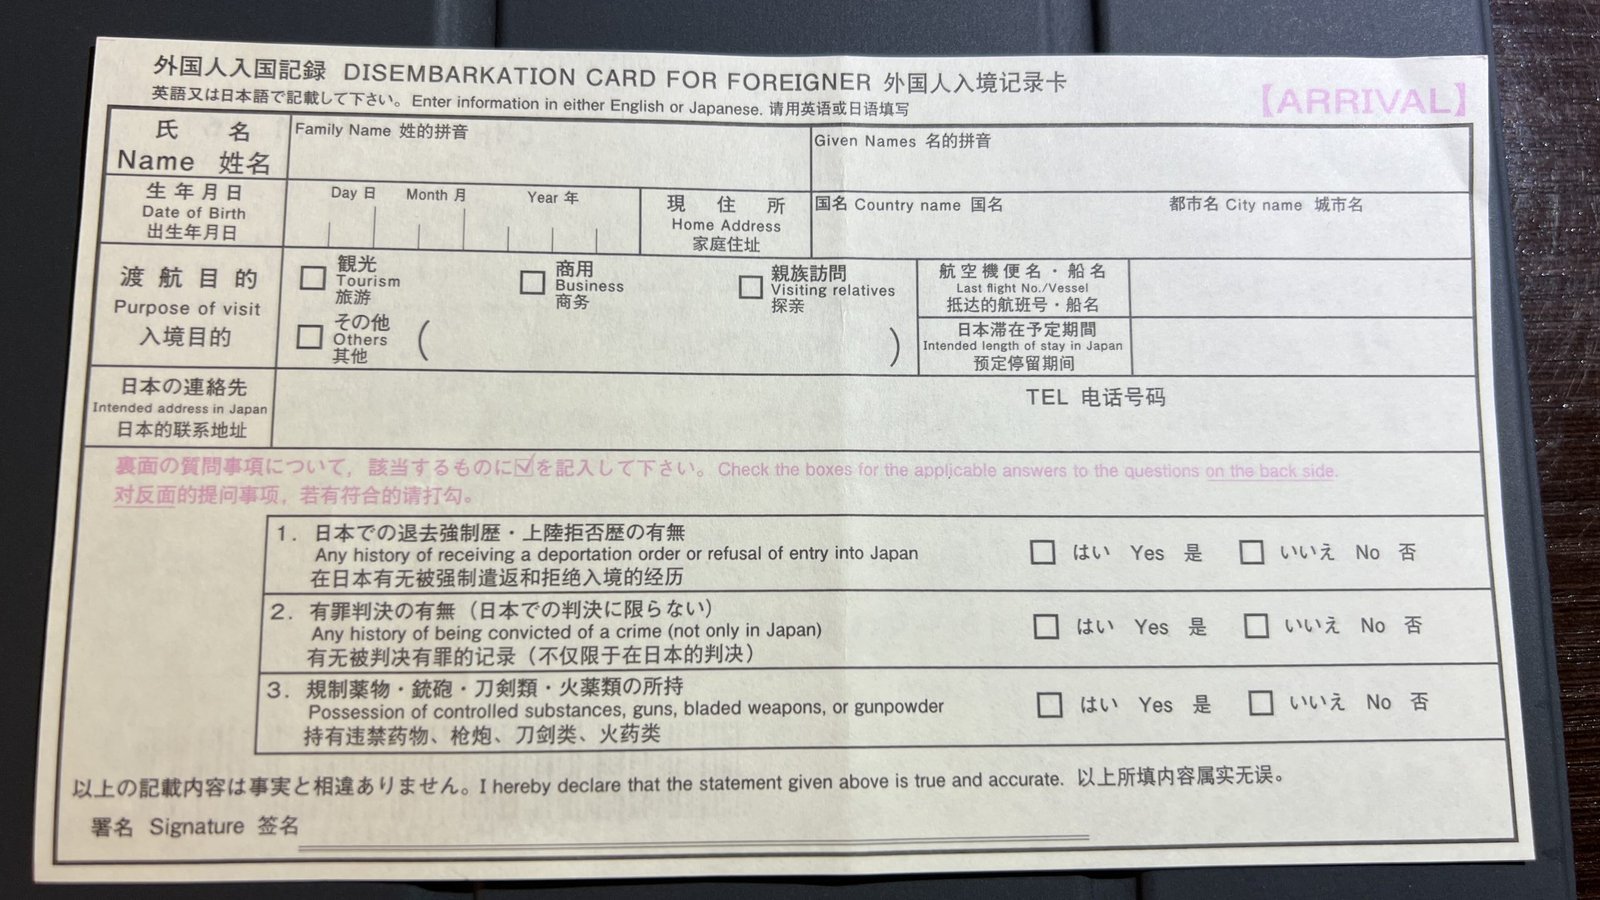 外国人入国記録 DISEMBARKATION CARD FOR FOREIGNER 外国人入境记录卡
英語又は日本語で記載して下さい。Enter information in either English or Japanese. 请用英语或日语填写
【ARRIVAL】
氏 名
Name 姓名
Family Name 姓的拼音
Given Names 名的拼音
生年月日
Date of Birth
出生年月日
Day 日 Month 月 Year 年
現住所
Home Address
家庭住址
国名 Country name 国名
都市名 City name 城市名
渡航目的
Purpose of visit
入境目的
観光
Tourism
旅游
商用
Business
商务
親族訪問
Visiting relatives
探亲
その他
Others
其他
( )
航空機便名・船名
Last flight No./Vessel
抵达的航班号・船名
日本滞在予定期間
Intended length of stay in Japan
预定停留期间
日本の連絡先
Intended address in Japan
日本的联系地址
TEL 电话号码
裏面の質問事項について、該当するものに☑を記入して下さい。Check the boxes for the applicable answers to the questions on the back side.
对反面的提问事项，若有符合的请打勾。
1. 日本での退去強制歴・上陸拒否歴の有無
Any history of receiving a deportation order or refusal of entry into Japan
在日本有无被强制遣返和拒绝入境的经历
□ はい Yes 是 □ いいえ No 否
2. 有罪判決の有無（日本での判決に限らない）
Any history of being convicted of a crime (not only in Japan)
有无被判决有罪的记录（不仅限于在日本的判决）
□ はい Yes 是 □ いいえ No 否
3. 規制薬物・銃砲・刀剣類・火薬類の所持
Possession of controlled substances, guns, bladed weapons, or gunpowder
持有违禁药物、枪炮、刀剑类、火药类
□ はい Yes 是 □ いいえ No 否
以上の記載内容は事実と相違ありません。I hereby declare that the statement given above is true and accurate. 以上所填内容属实无误。
署名 Signature 签名